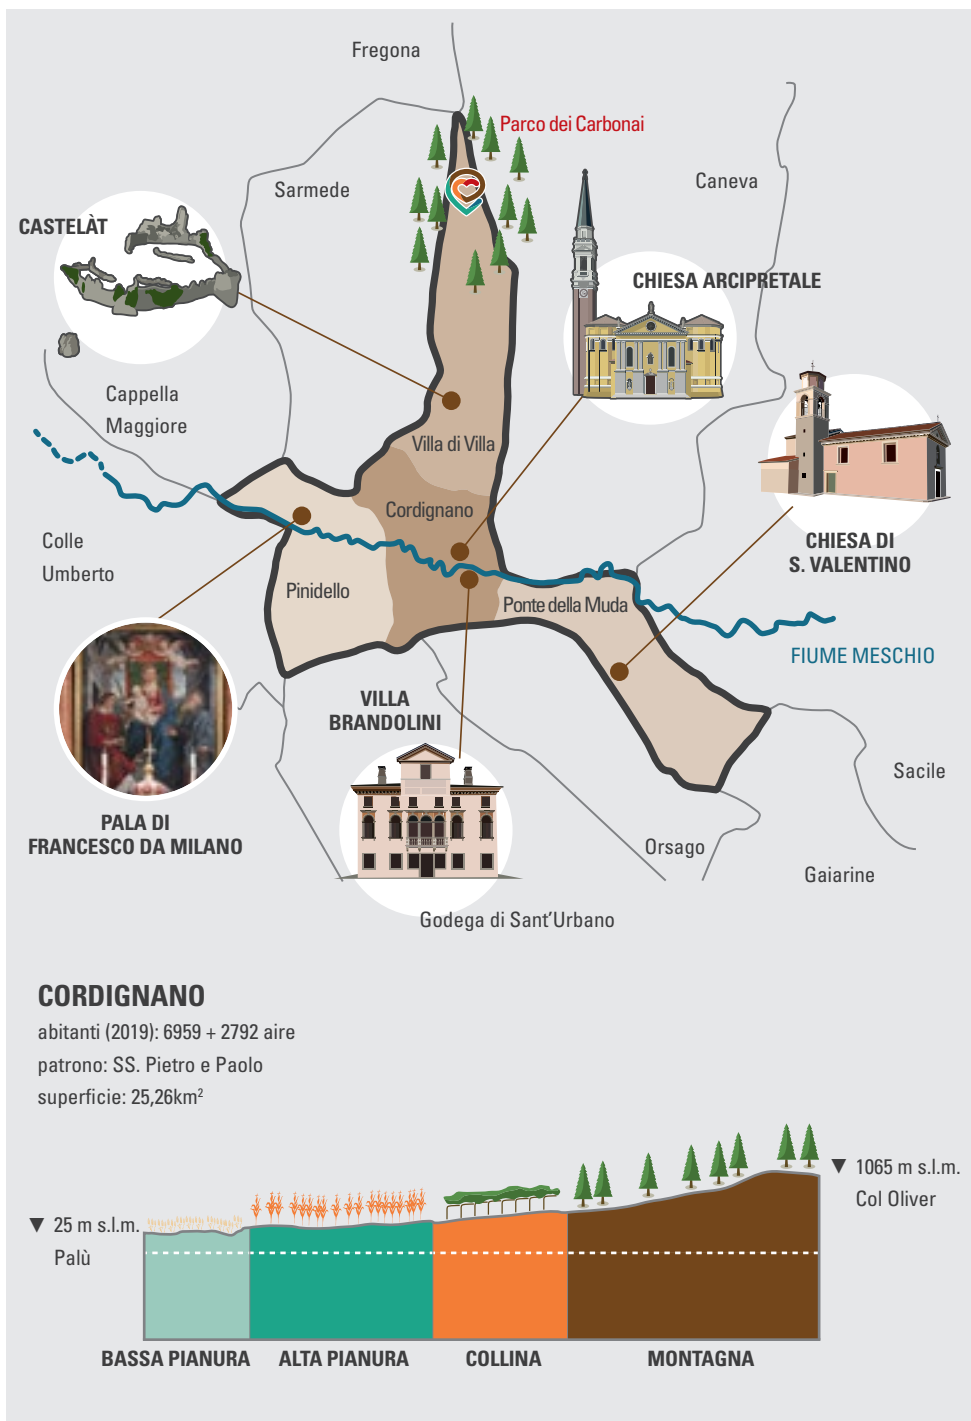 Fregona
Parco dei Carbonai
Sarmede
Caneva
CASTELÀT
CHIESA ARCIPRETALE
Cappella
Maggiore
Villa di Villa
Cordignano
Colle
Umberto
CHIESA DI
S. VALENTINO
Pinidello
Ponte della Muda
FIUME MESCHIO
VILLA
BRANDOLINI
Sacile
PALA DI
FRANCESCO DA MILANO
Orsago
Gaiarine
Godega di Sant'Urbano
CORDIGNANO
abitanti (2019): 6959 + 2792 aire
patrono: SS. Pietro e Paolo
superficie: 25,26km²
▼ 1065 m s.l.m.
Col Oliver
▼ 25 m s.l.m.
Palù
BASSA PIANURA ALTA PIANURA COLLINA MONTAGNA